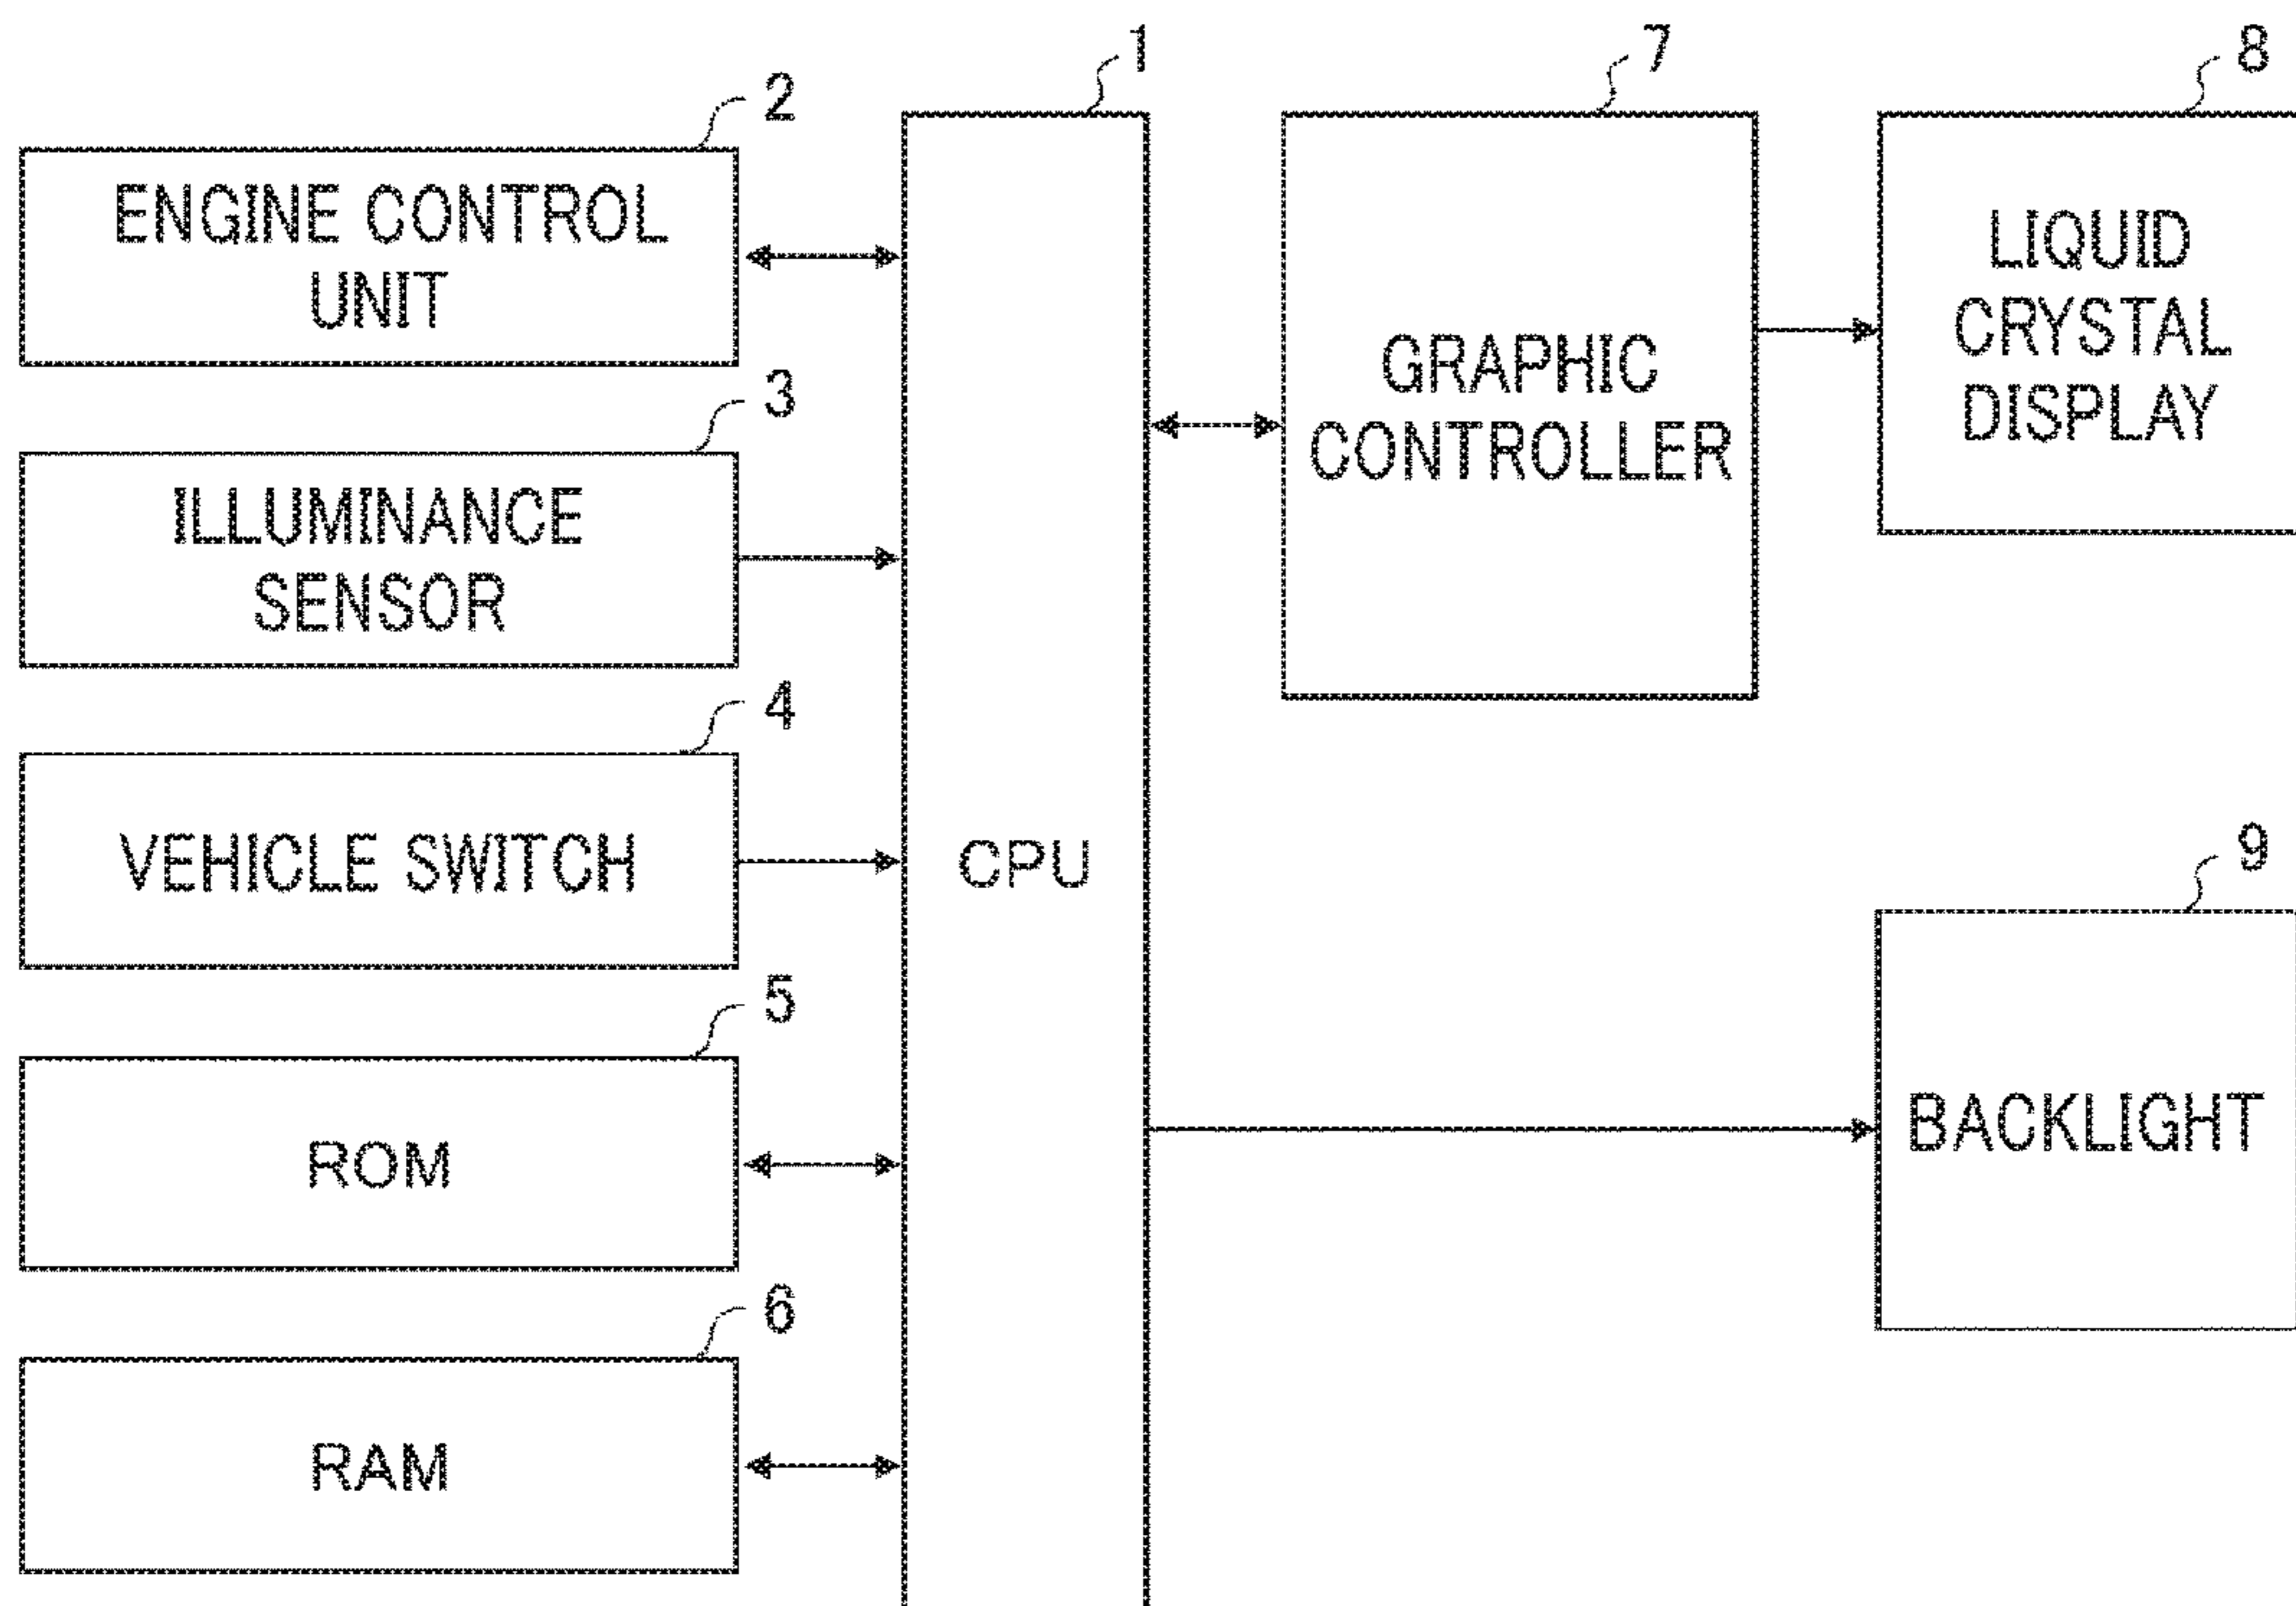 1
7
8
2
ENGINE CONTROL
UNIT
LIQUID
CRYSTAL
DISPLAY
GRAPHIC
CONTROLLER
3
ILLUMINANCE
SENSOR
4
VEHICLE SWITCH
CPU
9
5
ROM
BACKLIGHT
6
RAM